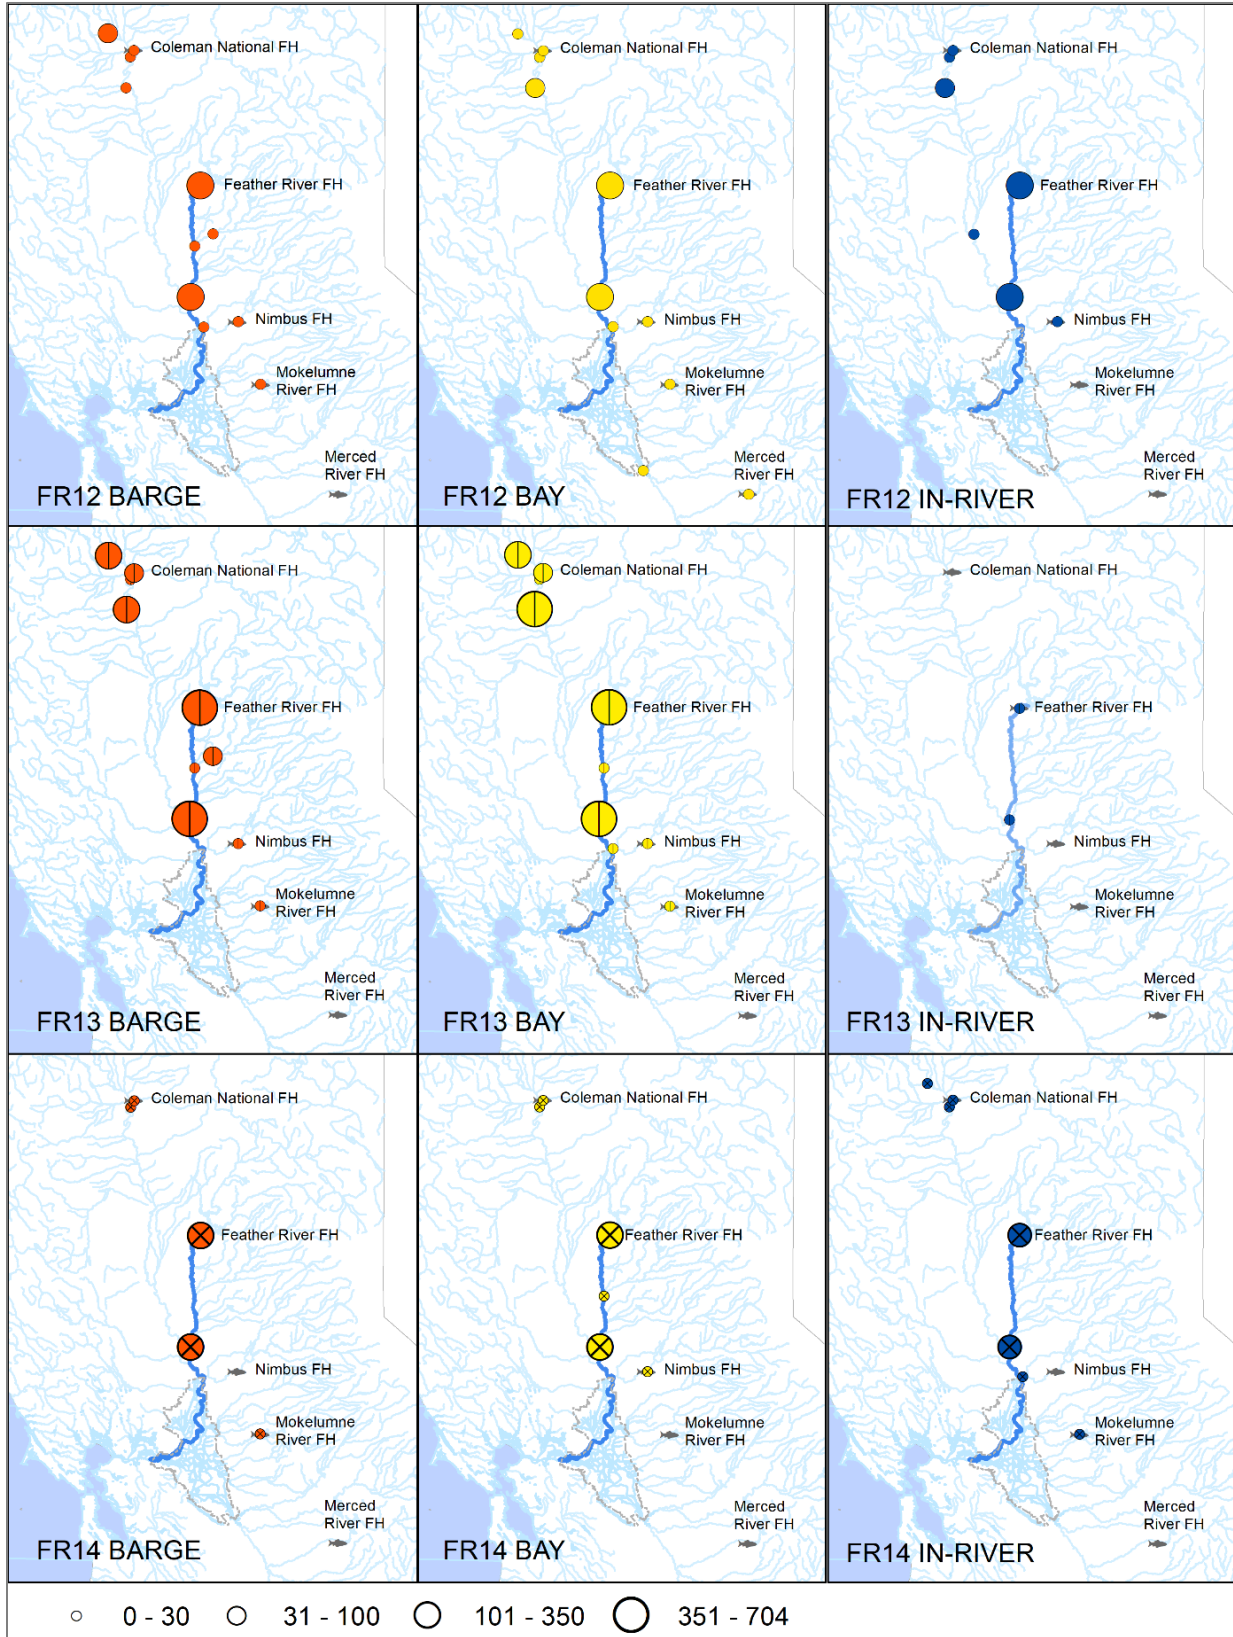 Coleman National FH
Feather River FH
Nimbus FH
Mokelumne
River FH
Merced
River FH
FR12 BARGE
Coleman National FH
Feather River FH
Nimbus FH
Mokelumne
River FH
Merced
River FH
FR12 BAY
Coleman National FH
Feather River FH
Nimbus FH
Mokelumne
River FH
Merced
River FH
FR12 IN-RIVER
Coleman National FH
Feather River FH
Nimbus FH
Mokelumne
River FH
Merced
River FH
FR13 BARGE
Coleman National FH
Feather River FH
Nimbus FH
Mokelumne
River FH
Merced
River FH
FR13 BAY
Coleman National FH
Feather River FH
Nimbus FH
Mokelumne
River FH
Merced
River FH
FR13 IN-RIVER
Coleman National FH
Feather River FH
Nimbus FH
Mokelumne
River FH
Merced
River FH
FR14 BARGE
Coleman National FH
Feather River FH
Nimbus FH
Mokelumne
River FH
Merced
River FH
FR14 BAY
Coleman National FH
Feather River FH
Nimbus FH
Mokelumne
River FH
Merced
River FH
FR14 IN-RIVER
0 - 30 31 - 100 101 - 350 351 - 704